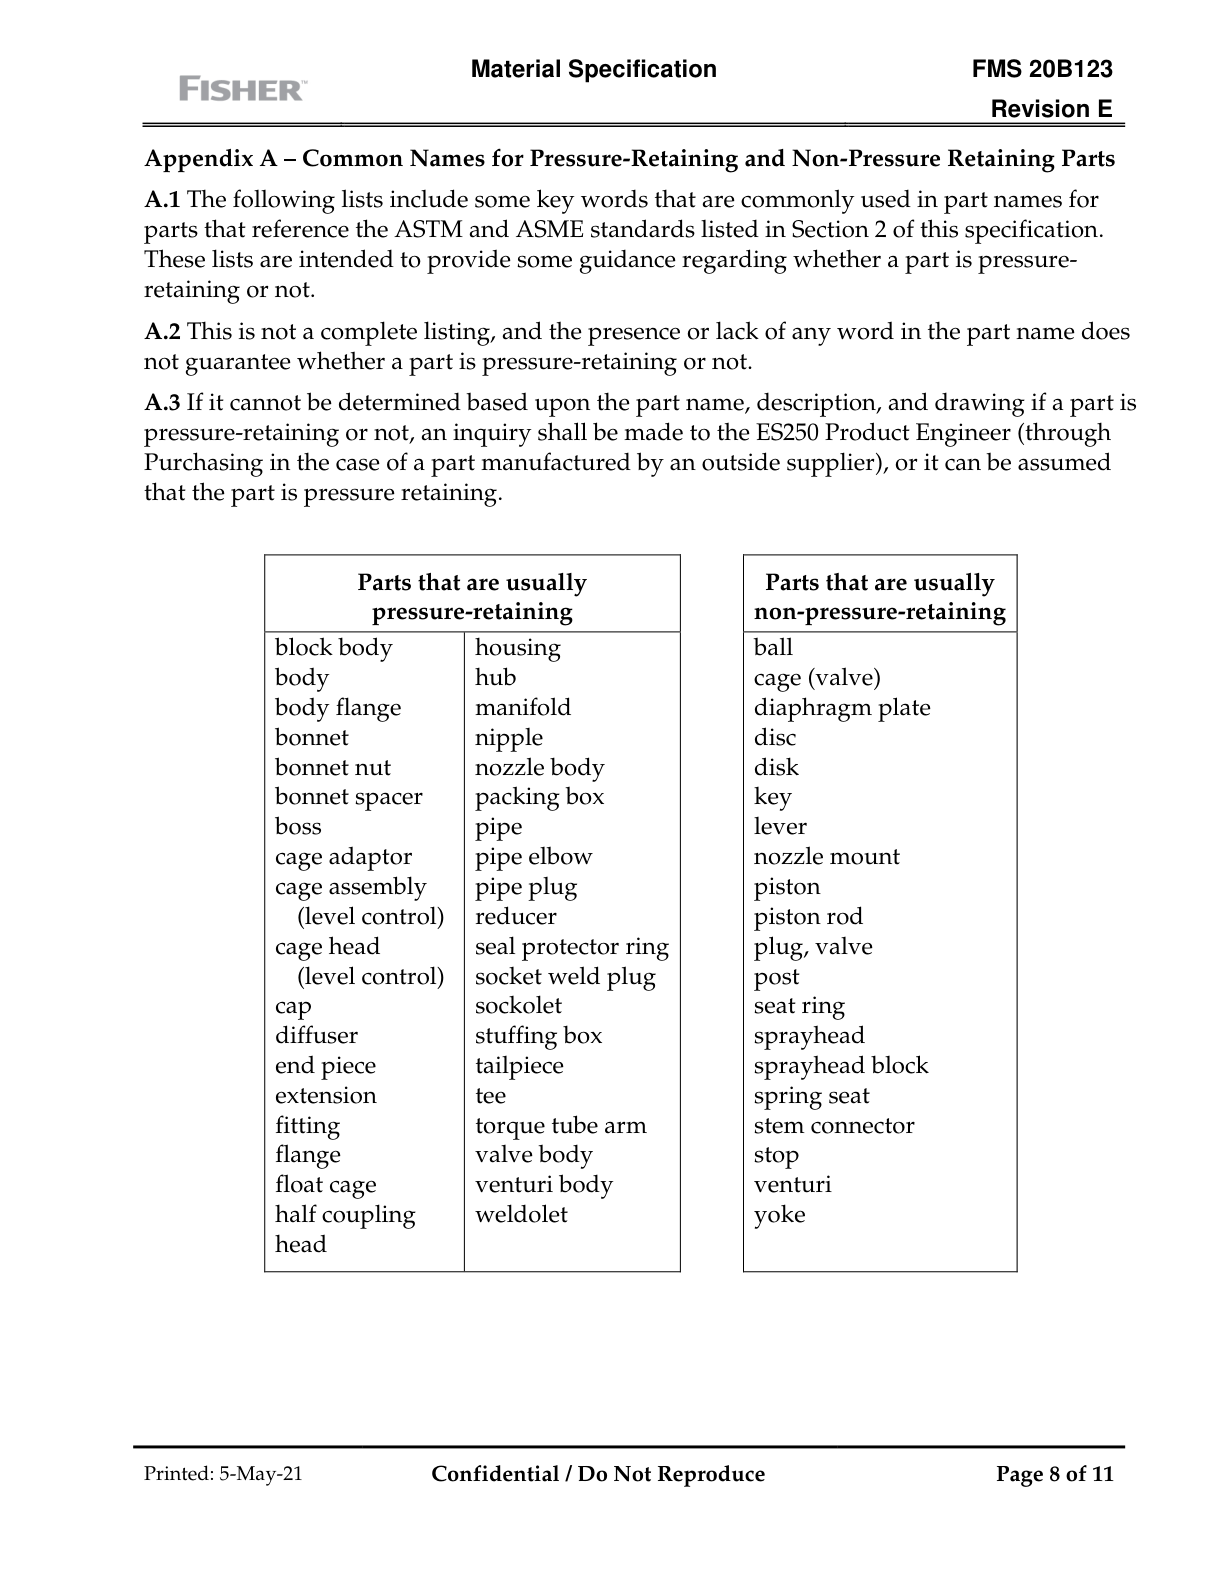 FISHER™
Material Specification
FMS 20B123
Revision E
Appendix A – Common Names for Pressure-Retaining and Non-Pressure Retaining Parts
A.1 The following lists include some key words that are commonly used in part names for
parts that reference the ASTM and ASME standards listed in Section 2 of this specification.
These lists are intended to provide some guidance regarding whether a part is pressure-
retaining or not.
A.2 This is not a complete listing, and the presence or lack of any word in the part name does
not guarantee whether a part is pressure-retaining or not.
A.3 If it cannot be determined based upon the part name, description, and drawing if a part is
pressure-retaining or not, an inquiry shall be made to the ES250 Product Engineer (through
Purchasing in the case of a part manufactured by an outside supplier), or it can be assumed
that the part is pressure retaining.
Parts that are usually
pressure-retaining
block body
body
body flange
bonnet
bonnet nut
bonnet spacer
boss
cage adaptor
cage assembly
(level control)
cage head
(level control)
cap
diffuser
end piece
extension
fitting
flange
float cage
half coupling
head
housing
hub
manifold
nipple
nozzle body
packing box
pipe
pipe elbow
pipe plug
reducer
seal protector ring
socket weld plug
sockolet
stuffing box
tailpiece
tee
torque tube arm
valve body
venturi body
weldolet
Parts that are usually
non-pressure-retaining
ball
cage (valve)
diaphragm plate
disc
disk
key
lever
nozzle mount
piston
piston rod
plug, valve
post
seat ring
sprayhead
sprayhead block
spring seat
stem connector
stop
venturi
yoke
Printed: 5-May-21
Confidential / Do Not Reproduce
Page 8 of 11